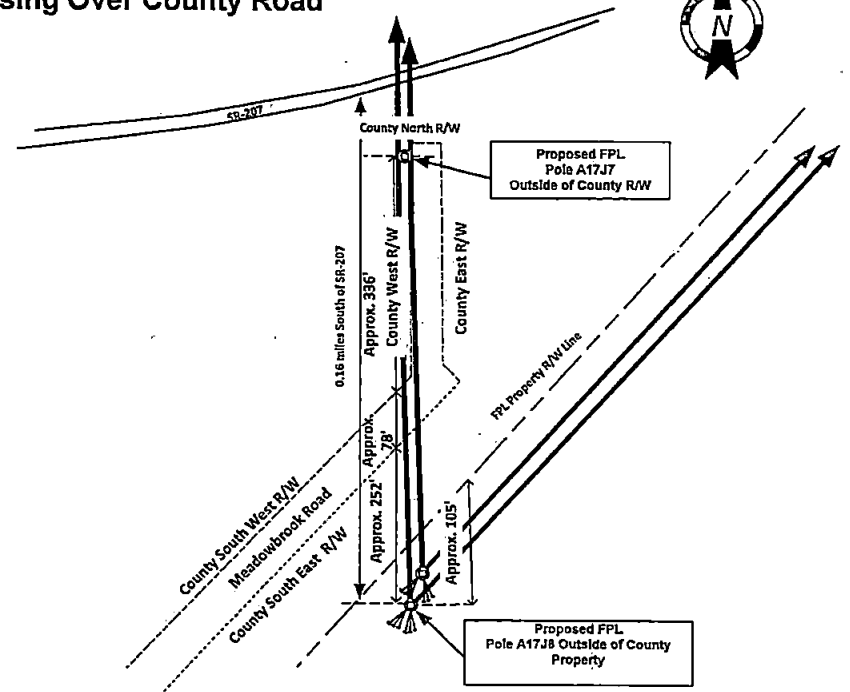 sing Over County Road
N
SR-207
County North R/W
Proposed FPL
Pole A17J7
Outside of County R/W
0.16 miles South of SR-207
Approx. 336'
County West R/W
County East R/W
FPL Property R/W Line
Approx.
78'
Approx. 252'
Approx. 105'
County South West R/W
Meadowbrook Road
County South East R/W
Proposed FPL
Pole A17J8 Outside of County
Property